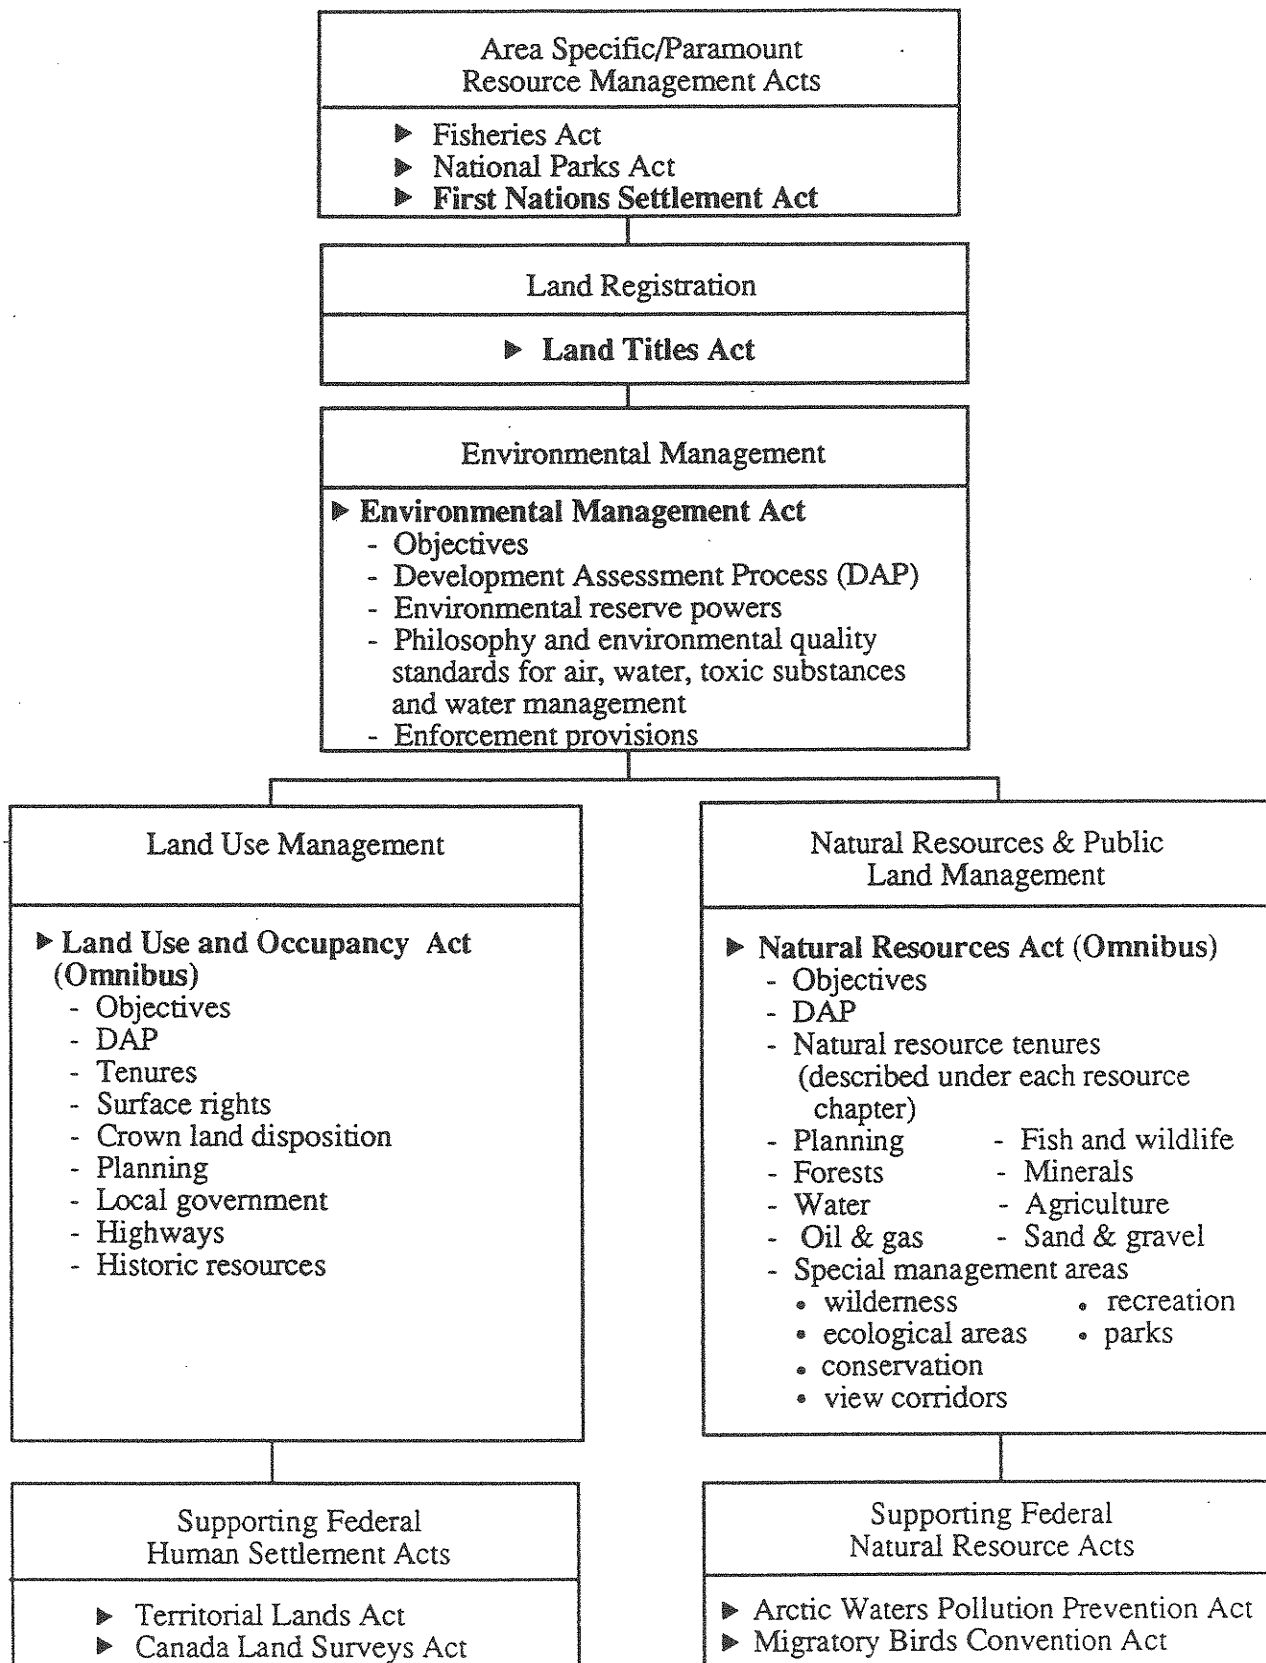 Area Specific/Paramount
Resource Management Acts
▶ Fisheries Act
▶ National Parks Act
▶ First Nations Settlement Act
Land Registration
▶ Land Titles Act
Environmental Management
▶ Environmental Management Act
- Objectives
- Development Assessment Process (DAP)
- Environmental reserve powers
- Philosophy and environmental quality
standards for air, water, toxic substances
and water management
- Enforcement provisions
Land Use Management
▶ Land Use and Occupancy Act
(Omnibus)
- Objectives
- DAP
- Tenures
- Surface rights
- Crown land disposition
- Planning
- Local government
- Highways
- Historic resources
Natural Resources & Public
Land Management
▶ Natural Resources Act (Omnibus)
- Objectives
- DAP
- Natural resource tenures
(described under each resource
chapter)
- Planning - Fish and wildlife
- Forests - Minerals
- Water - Agriculture
- Oil & gas - Sand & gravel
- Special management areas
• wilderness • recreation
• ecological areas • parks
• conservation
• view corridors
Supporting Federal
Human Settlement Acts
▶ Territorial Lands Act
▶ Canada Land Surveys Act
Supporting Federal
Natural Resource Acts
▶ Arctic Waters Pollution Prevention Act
▶ Migratory Birds Convention Act